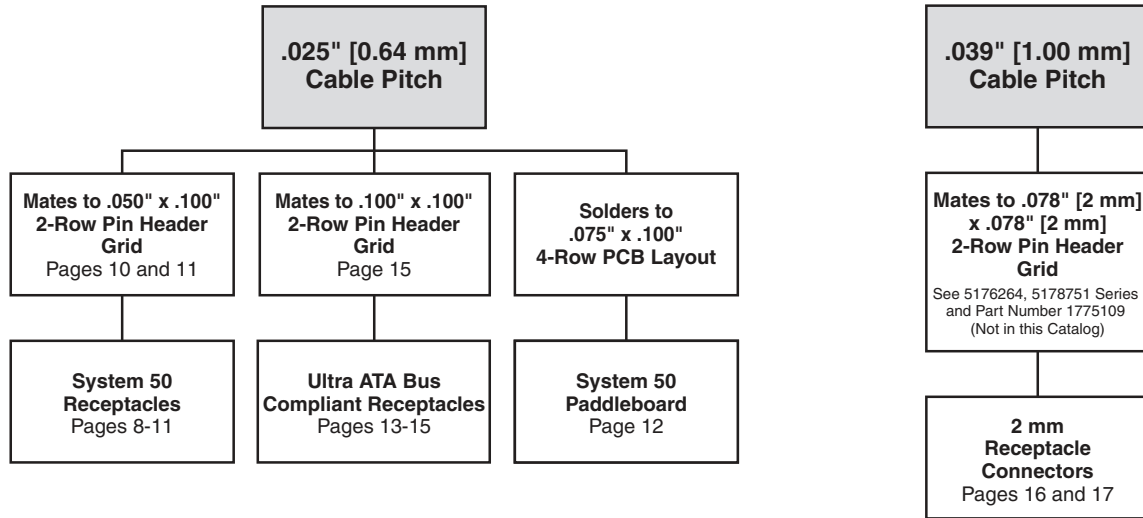 .025" [0.64 mm]
Cable Pitch
Mates to .050" x .100"
2-Row Pin Header
Grid
Pages 10 and 11
System 50
Receptacles
Pages 8-11
Mates to .100" x .100"
2-Row Pin Header
Grid
Page 15
Ultra ATA Bus
Compliant Receptacles
Pages 13-15
Solders to
.075" x .100"
4-Row PCB Layout
System 50
Paddleboard
Page 12
.039" [1.00 mm]
Cable Pitch
Mates to .078" [2 mm]
x .078" [2 mm]
2-Row Pin Header
Grid
See 5176264, 5178751 Series
and Part Number 1775109
(Not in this Catalog)
2 mm
Receptacle
Connectors
Pages 16 and 17